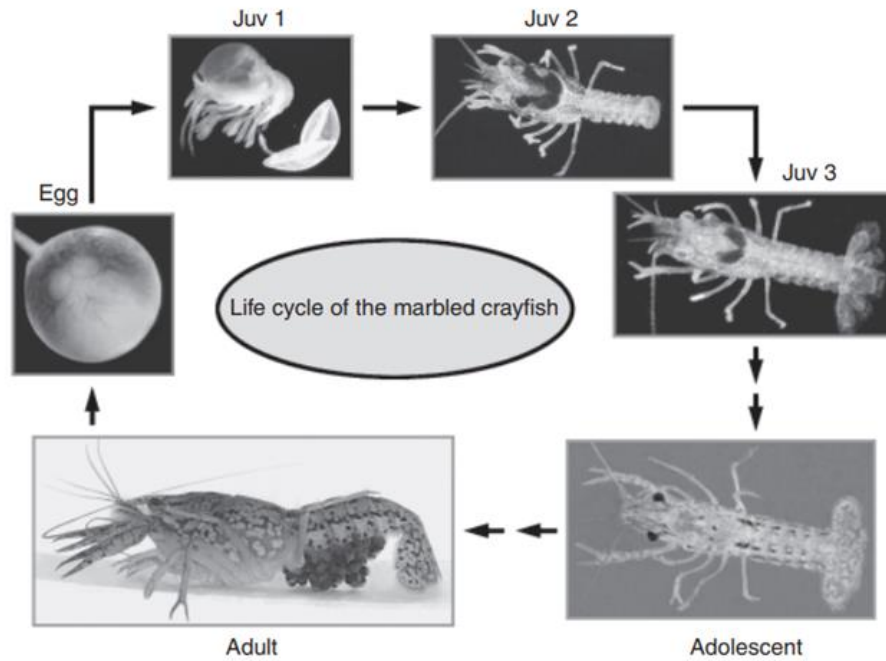 Juv 1
Juv 2
Egg
Juv 3
Life cycle of the marbled crayfish
Adult
Adolescent